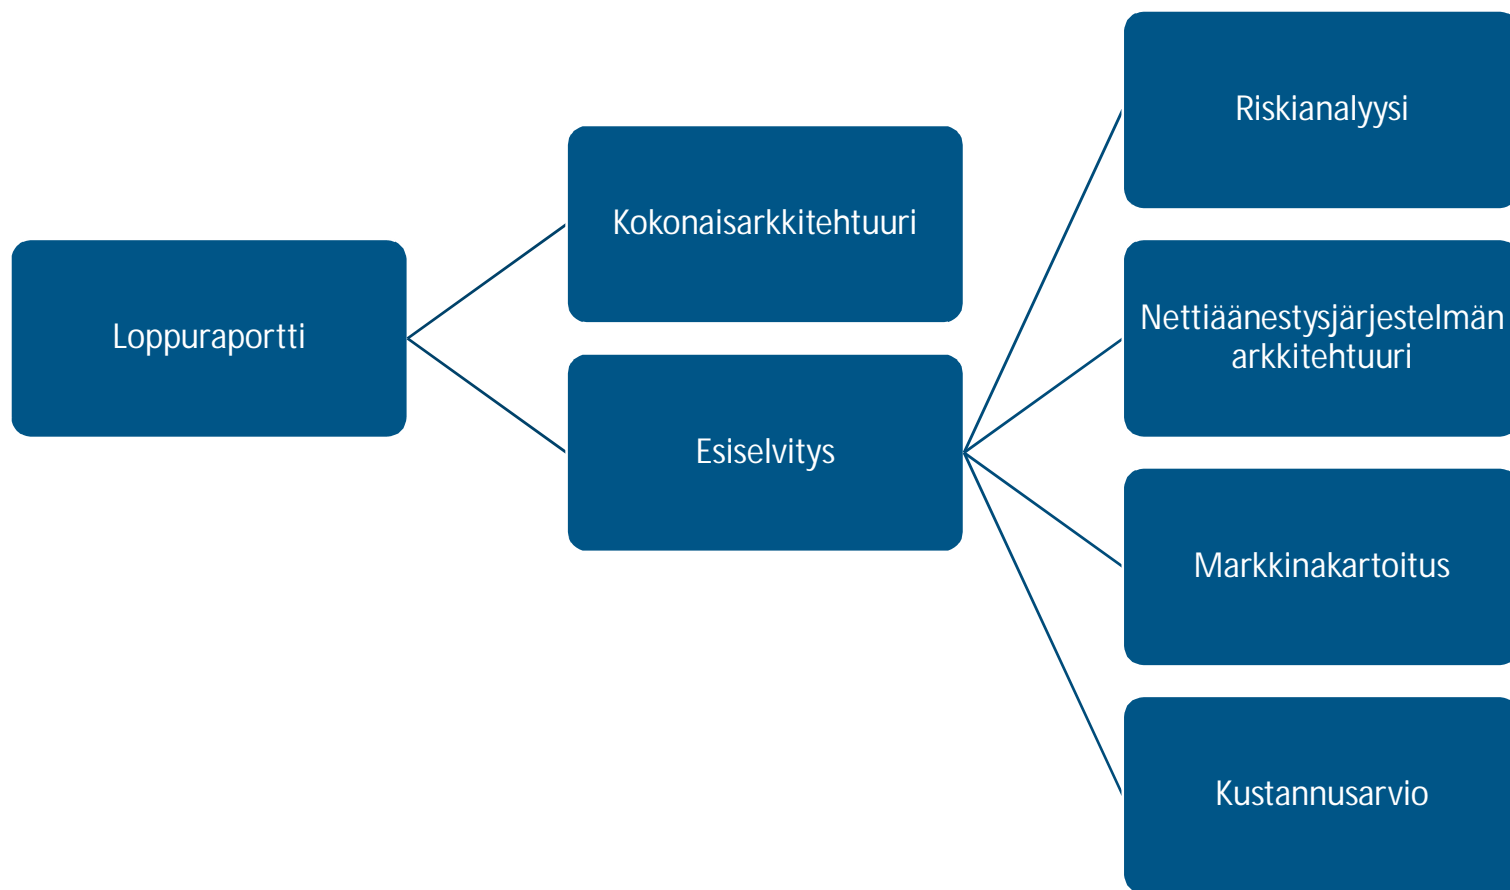 Loppuraportti
Kokonaisarkkitehtuuri
Esiselvitys
Riskianalyysi
Nettiäänestysjärjestelmän
arkkitehtuuri
Markkinakartoitus
Kustannusarvio